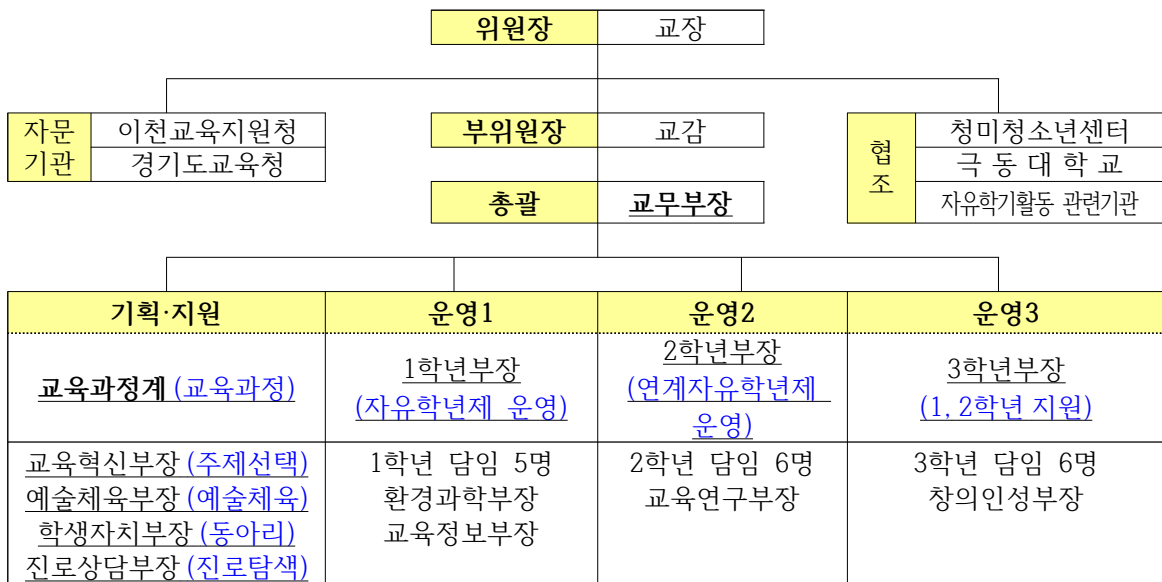 위원장 교장
자문 기관 이천교육지원청
경기도교육청
부위원장 교감
총괄 교무부장
협조 청미청소년센터
극동대학교
자유학기활동 관련기관
기획·지원 운영1 운영2 운영3
교육과정계 (교육과정)
1학년부장
(자유학년제 운영)
2학년부장
(연계자유학년제
운영)
3학년부장
(1, 2학년 지원)
교육혁신부장 (주제선택)
예술체육부장 (예술체육)
학생자치부장 (동아리)
진로상담부장 (진로탐색)
1학년 담임 5명
환경과학부장
교육정보부장
2학년 담임 6명
교육연구부장
3학년 담임 6명
창의인성부장